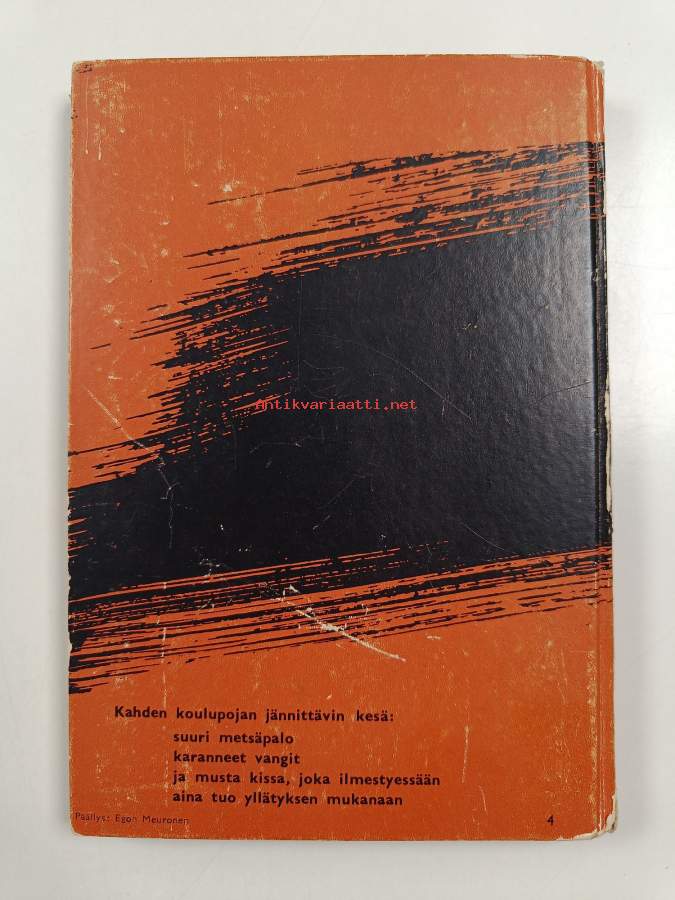 Antikvariaatti.net
Kahden koulupojan jännittävin kesä:
suuri metsäpalo
karanneet vangit
ja musta kissa, joka ilmestyessään
aina tuo yllätyksen mukanaan
Päällys: Egon Meuronen
4